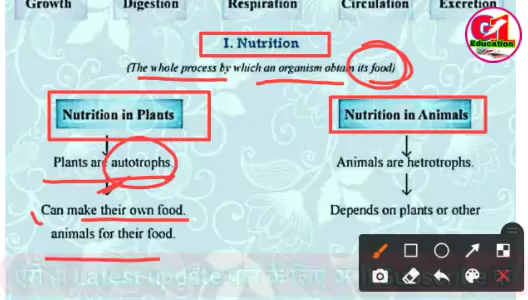 Growth Digestion Respiration Circulation Excretion
Education
I. Nutrition
(The whole process by which an organism obtain its food)
Nutrition in Plants
Nutrition in Animals
Plants are autotrophs.
Animals are hetrotrophs.
Can make their own food.
Depends on plants or other
animals for their food.
Latest update के लिए